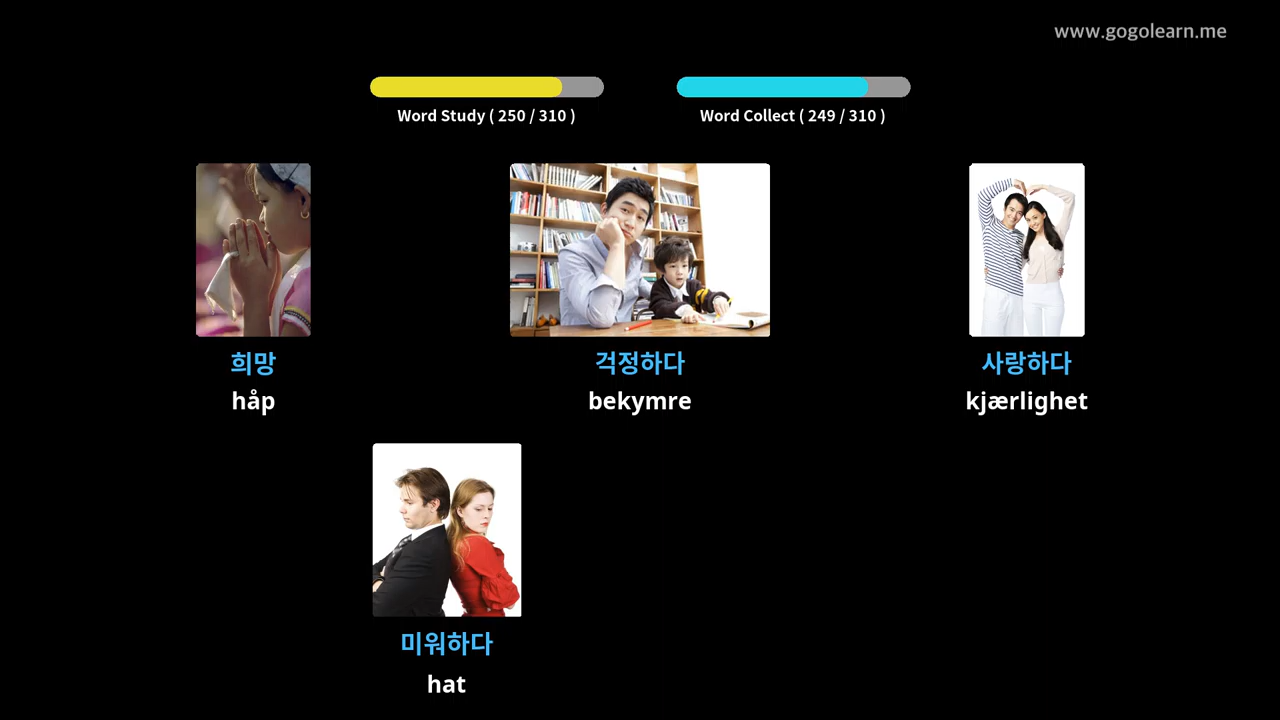 www.gogolearn.me
Word Study ( 250 / 310 )
Word Collect ( 249 / 310 )
희망
håp
걱정하다
bekymre
사랑하다
kjærlighet
미워하다
hat